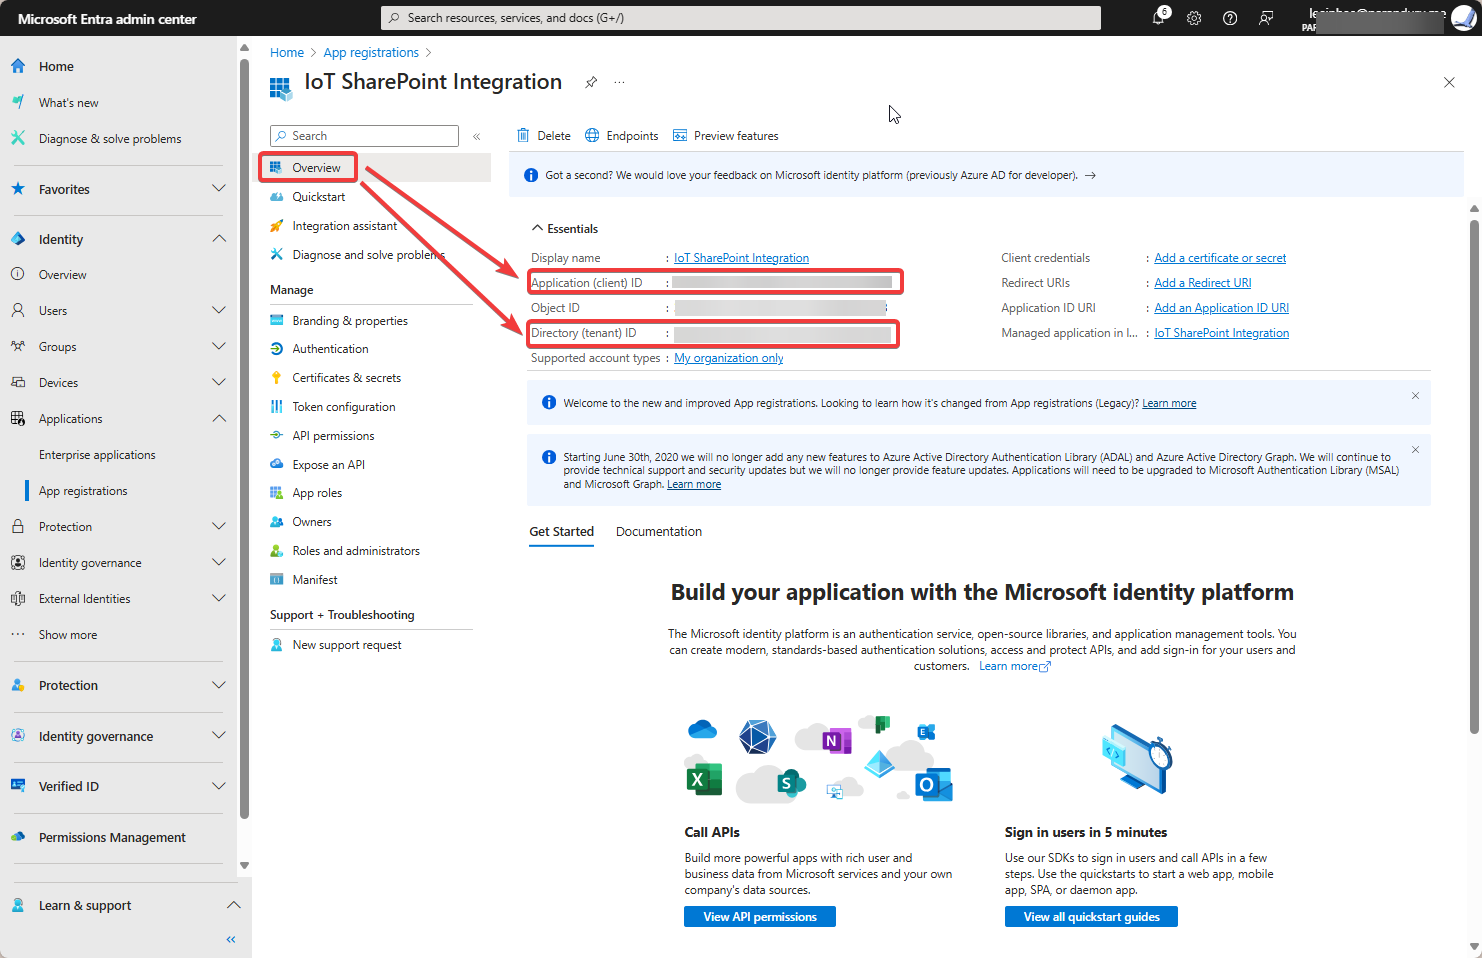 Microsoft Entra admin center
Search resources, services, and docs (G+/)
6
Home
What's new
Diagnose & solve problems
Favorites
Identity
Overview
Users
Groups
Devices
Applications
Enterprise applications
App registrations
Protection
Identity governance
External Identities
Show more
Protection
Identity governance
Verified ID
Permissions Management
Learn & support
Home > App registrations >
IoT SharePoint Integration
Search
Overview
Quickstart
Integration assistant
Diagnose and solve problems
Manage
Branding & properties
Authentication
Certificates & secrets
Token configuration
API permissions
Expose an API
App roles
Owners
Roles and administrators
Manifest
Support + Troubleshooting
New support request
Delete Endpoints Preview features
Got a second? We would love your feedback on Microsoft identity platform (previously Azure AD for developer). →
Essentials
Display name : IoT SharePoint Integration
Application (client) ID :
Object ID :
Directory (tenant) ID :
Supported account types : My organization only
Client credentials : Add a certificate or secret
Redirect URIs : Add a Redirect URI
Application ID URI : Add an Application ID URI
Managed application in l... : IoT SharePoint Integration
Welcome to the new and improved App registrations. Looking to learn how it's changed from App registrations (Legacy)? Learn more
Starting June 30th, 2020 we will no longer add any new features to Azure Active Directory Authentication Library (ADAL) and Azure Active Directory Graph. We will continue to
provide technical support and security updates but we will no longer provide feature updates. Applications will need to be upgraded to Microsoft Authentication Library (MSAL)
and Microsoft Graph. Learn more
Get Started Documentation
Build your application with the Microsoft identity platform
The Microsoft identity platform is an authentication service, open-source libraries, and application management tools. You
can create modern, standards-based authentication solutions, access and protect APIs, and add sign-in for your users and
customers. Learn more
N
E
X
S
O
Call APIs
Build more powerful apps with rich user and
business data from Microsoft services and your own
company's data sources.
View API permissions
Sign in users in 5 minutes
Use our SDKs to sign in users and call APIs in a few
steps. Use the quickstarts to start a web app, mobile
app, SPA, or daemon app.
View all quickstart guides